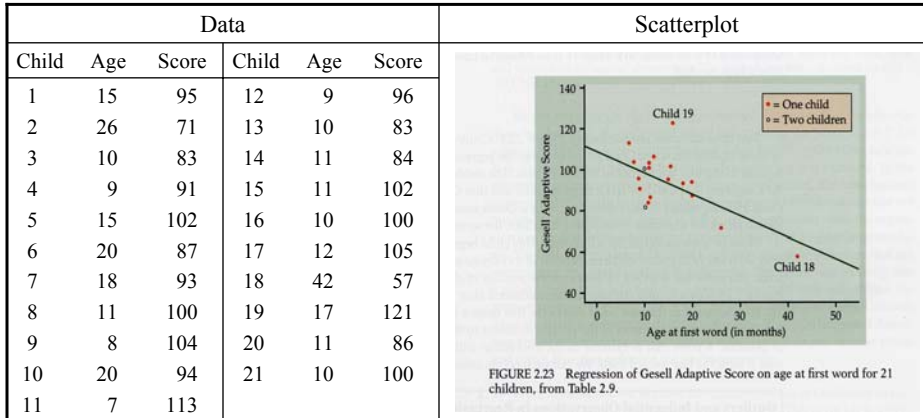 Data Scatterplot
Child Age Score Child Age Score
1 15 95 12 9 96
2 26 71 13 10 83
3 10 83 14 11 84
4 9 91 15 11 102
5 15 102 16 10 100
6 20 87 17 12 105
7 18 93 18 42 57
8 11 100 19 17 121
9 8 104 20 11 86
10 20 94 21 10 100
11 7 113
140
120
100
80
60
40
Gesell Adaptive Score
Child 19
= One child
= Two children
Child 18
0 10 20 30 40 50
Age at first word (in months)
FIGURE 2.23 Regression of Gesell Adaptive Score on age at first word for 21
children, from Table 2.9.